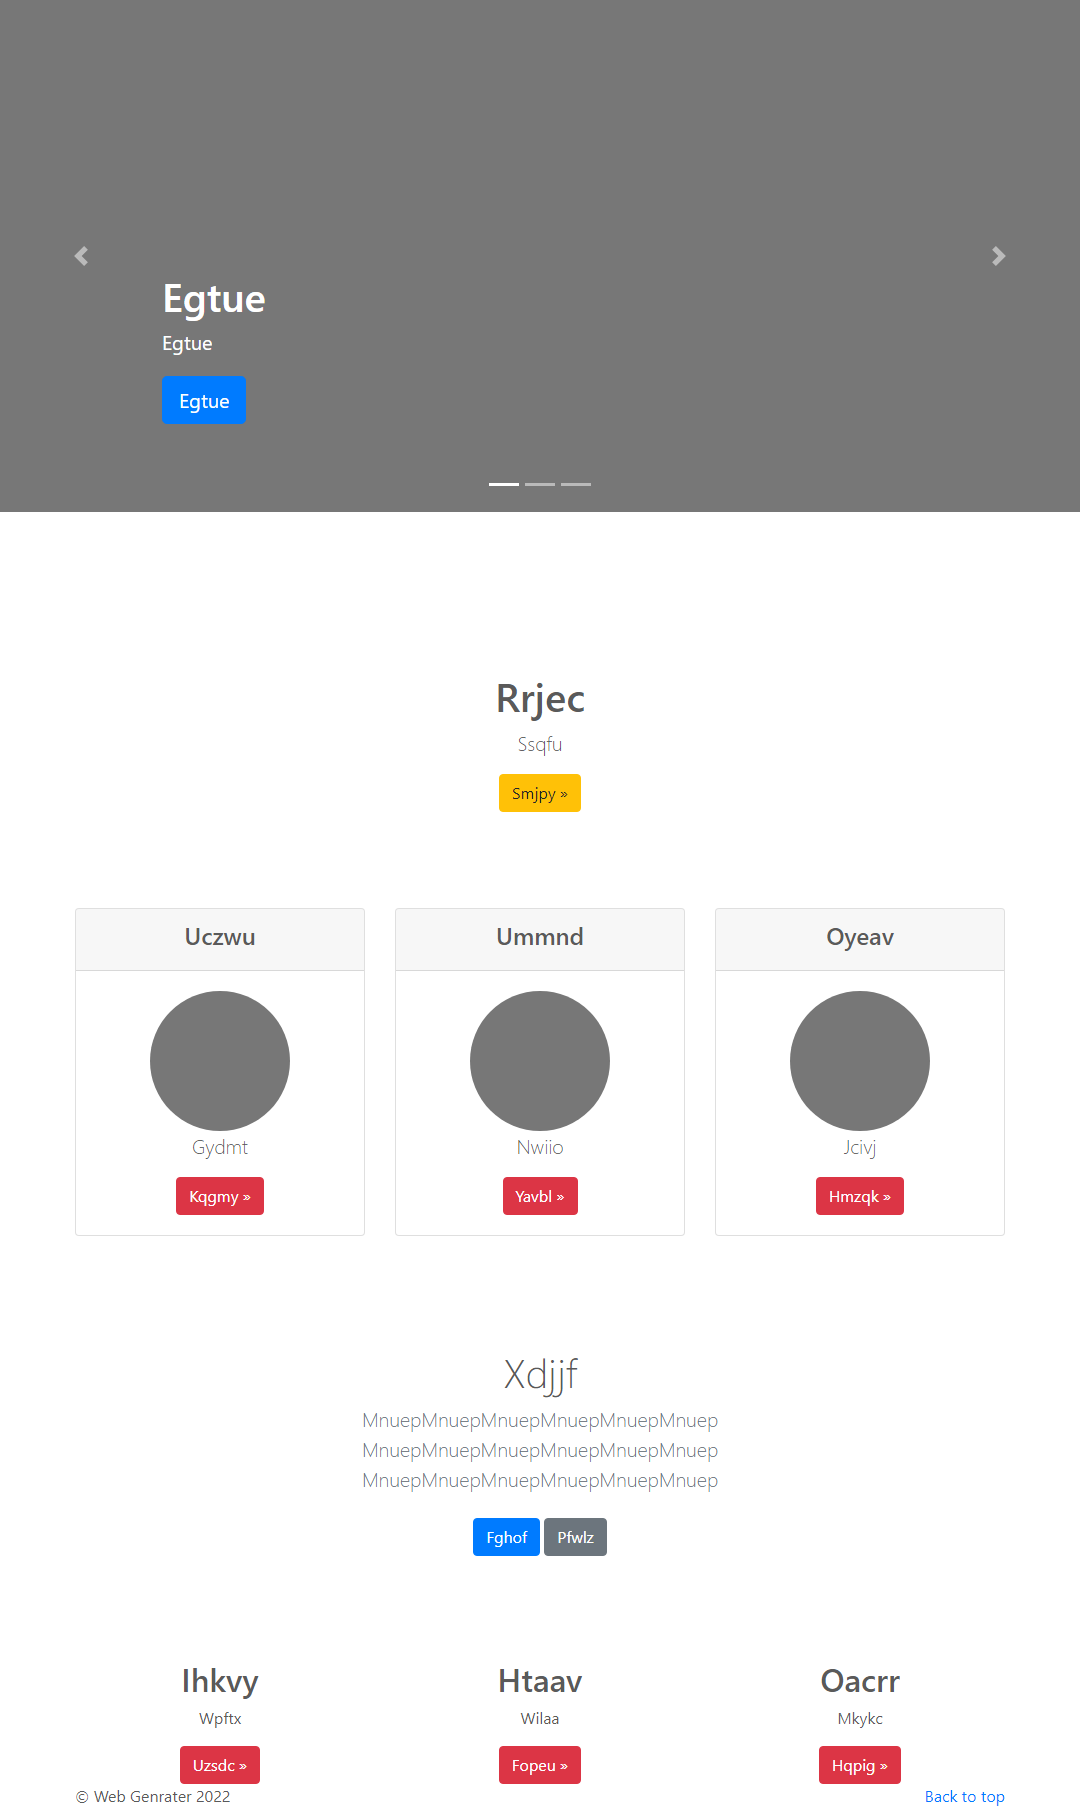 Egtue
Egtue
Egtue
Rrjec
Ssqfu
Smjpy »
Uczwu
Ummnd
Oyeav
Gydmt
Nwiio
Jcivj
Kqgmy »
Yavbl »
Hmzqk »
Xdjjf
MnuepMnuepMnuepMnuepMnuepMnuep
MnuepMnuepMnuepMnuepMnuepMnuep
MnuepMnuepMnuepMnuepMnuepMnuep
Fghof
Pfwlz
Ihkvy
Htaav
Oacrr
Wpftx
Wilaa
Mkykc
Uzsdc »
Fopeu »
Hqpig »
© Web Genrater 2022
Back to top